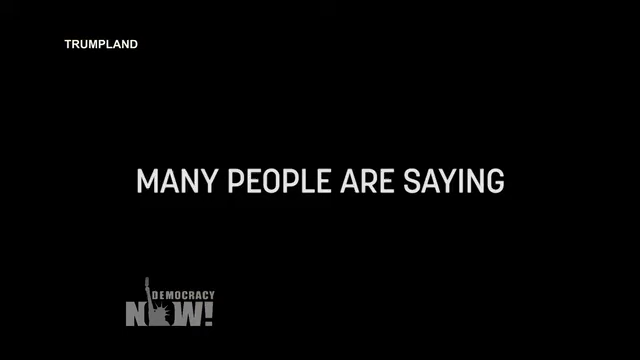 TRUMPLAND
MANY PEOPLE ARE SAYING
DEMOCRACY
NOW!